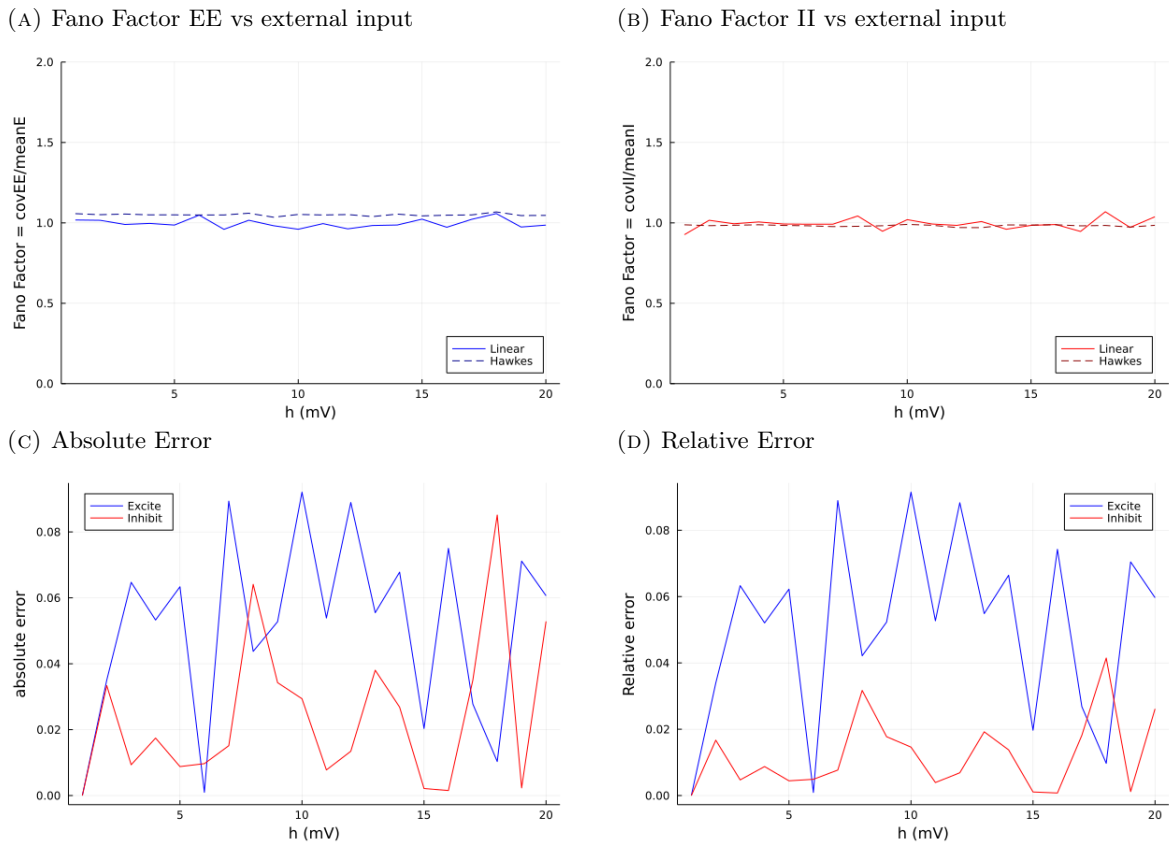 (A) Fano Factor EE vs external input
2.0
1.5
1.0
0.5
0.0
Fano Factor = covEE/meanE
Linear
Hawkes
5 10 15 20
h (mV)
(B) Fano Factor II vs external input
2.0
1.5
1.0
0.5
0.0
Fano Factor = covII/meanI
Linear
Hawkes
5 10 15 20
h (mV)
(C) Absolute Error
Excite
Inhibit
0.08
0.06
0.04
0.02
0.00
absolute error
5 10 15 20
h (mV)
(D) Relative Error
Excite
Inhibit
0.08
0.06
0.04
0.02
0.00
Relative error
5 10 15 20
h (mV)